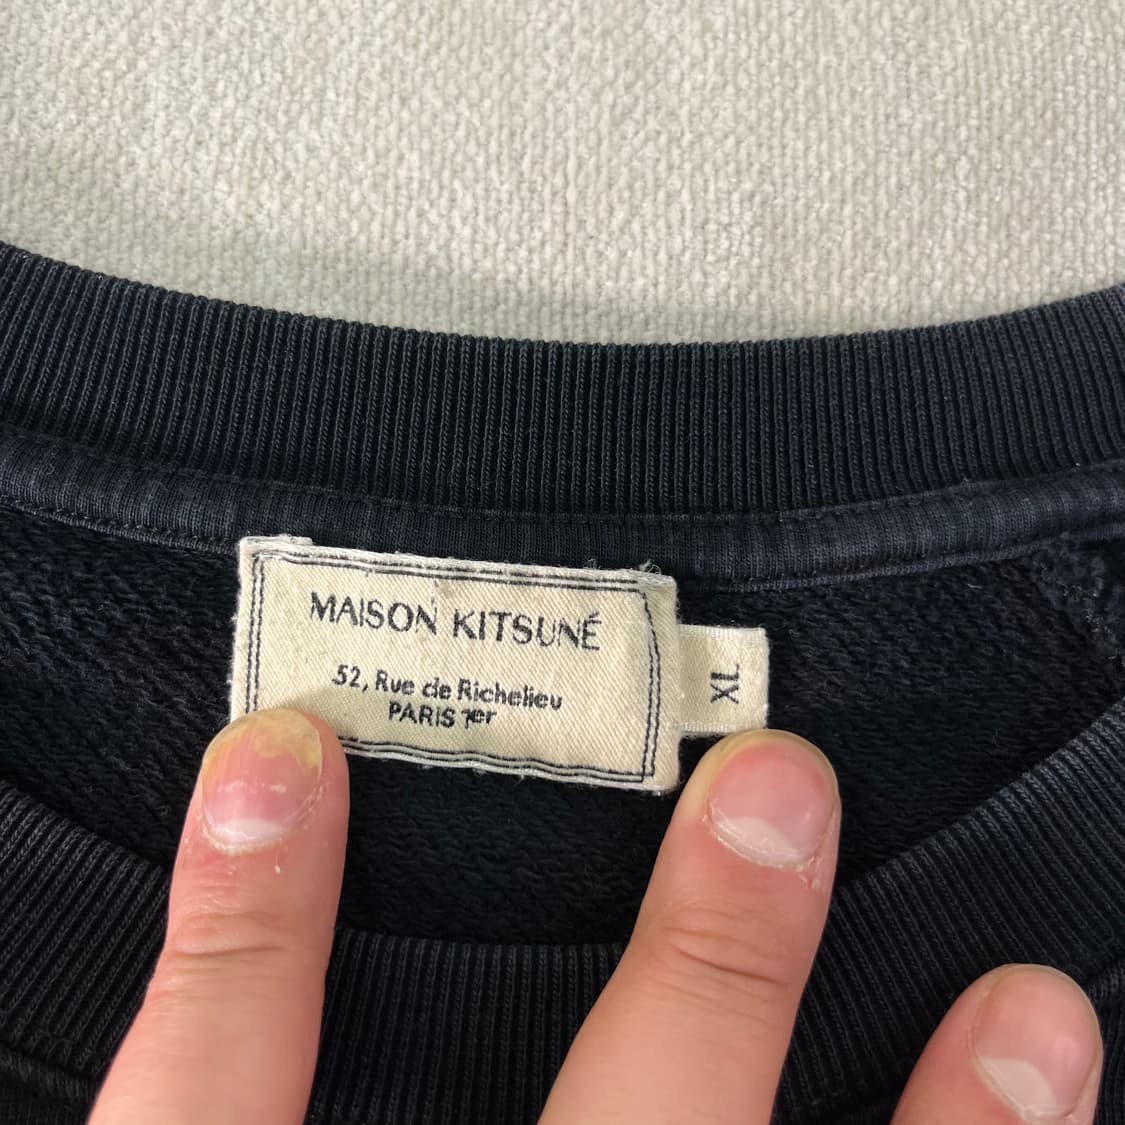 MAISON KITSUNÉ
52, Rue de Richelieu
PARIS 1er
XL